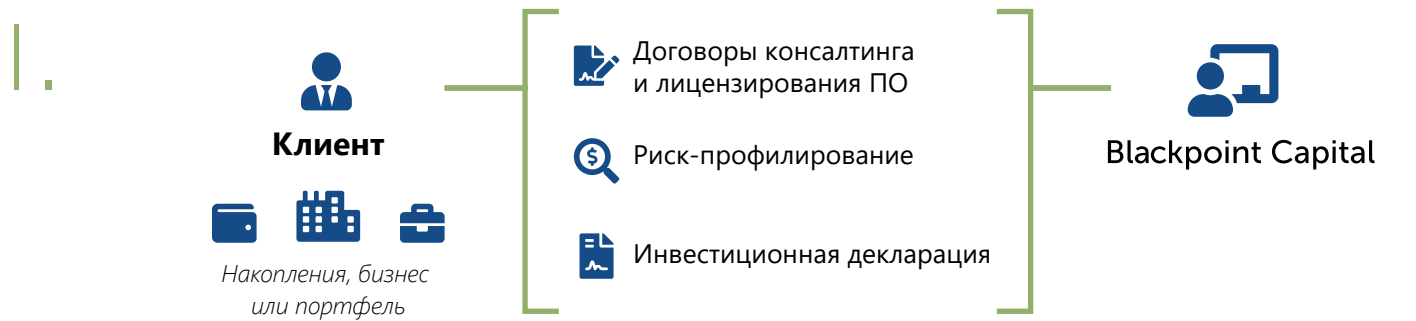 I.
Клиент
Накопления, бизнес
или портфель
Договоры консалтинга
и лицензирования ПО
Риск-профилирование
Инвестиционная декларация
Blackpoint Capital